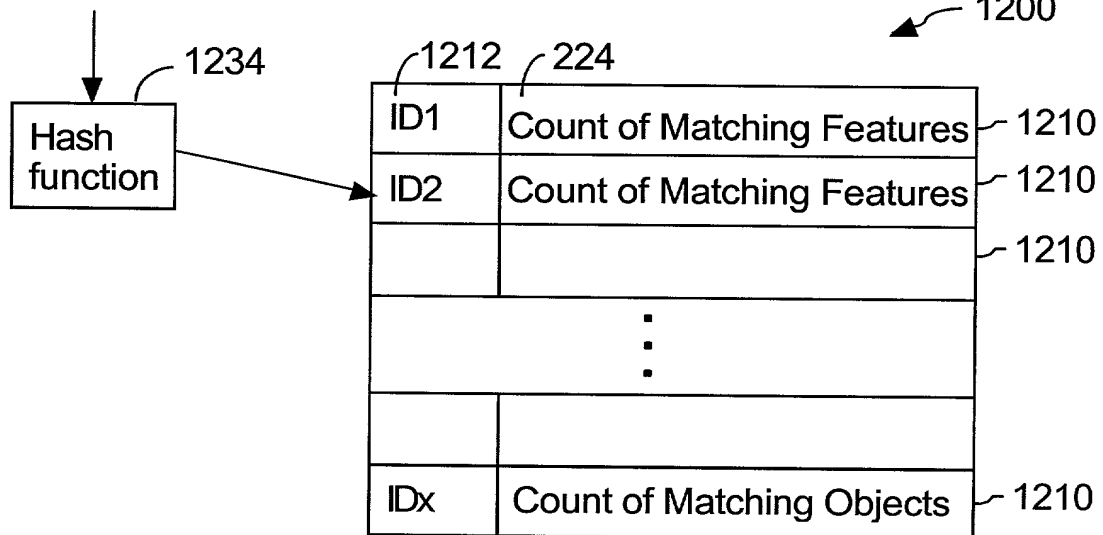 1200
1234
1212
224
Hash
function
ID1
Count of Matching Features
1210
ID2
Count of Matching Features
1210
1210
IDx
Count of Matching Objects
1210